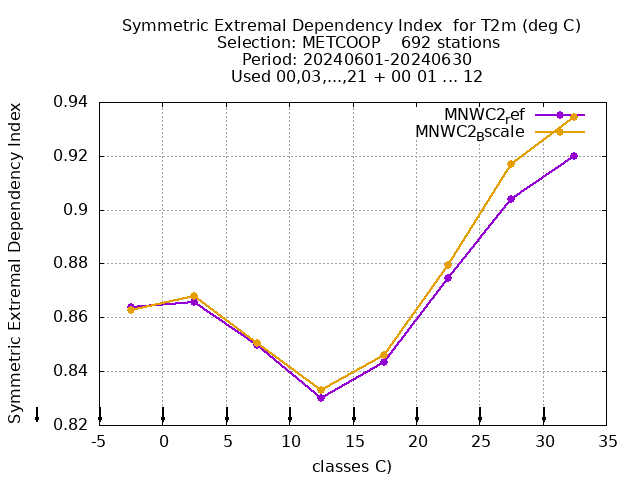 Symmetric Extremal Dependency Index  for T2m (deg C)
Selection: METCOOP    692 stations
Period: 20240601-20240630
Used 00,03,...,21 + 00 01 ... 12
Symmetric Extremal Dependency Index
0.94
0.92
0.9
0.88
0.86
0.84
0.82
MNWC2ref
MNWC2Bscale
-5 0 5 10 15 20 25 30 35
classes C)